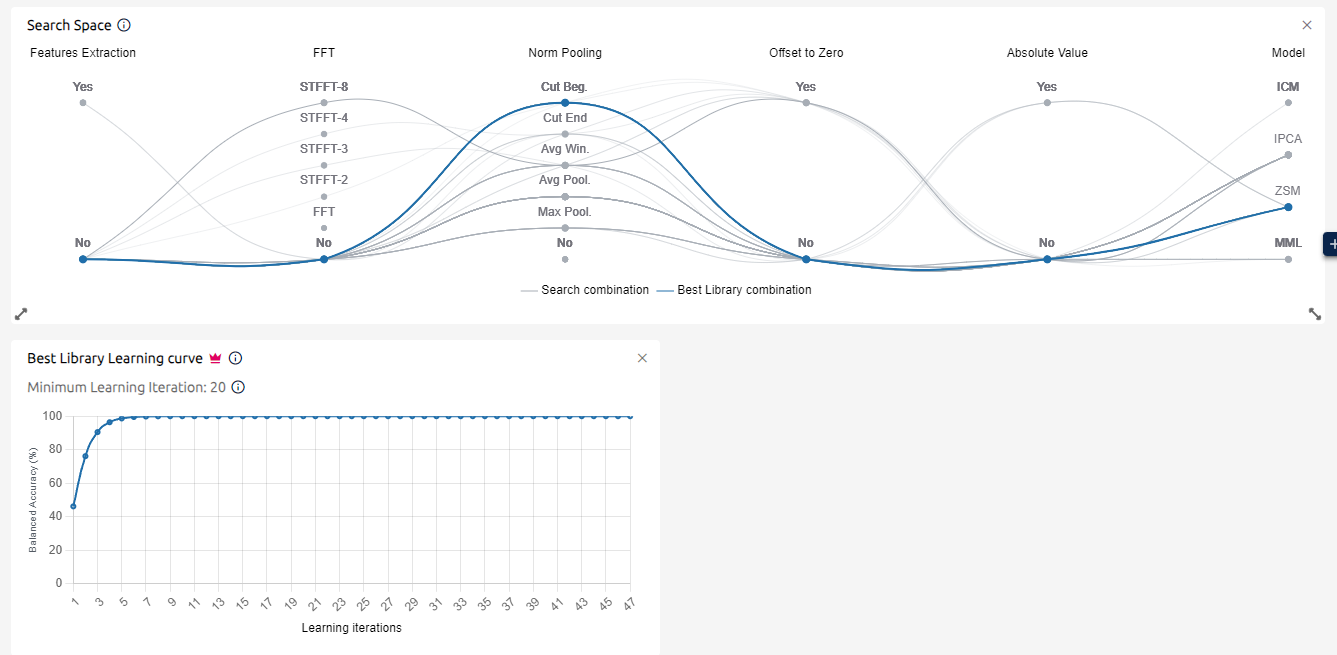 Search Space
Features Extraction FFT Norm Pooling Offset to Zero Absolute Value Model
Yes STFFT-8 Cut Beg. Yes Yes ICM
STFFT-4 Cut End
IPCA
STFFT-3 Avg Win.
STFFT-2 Avg Pool.
ZSM
FFT Max Pool.
No No No No No MML
Search combination Best Library combination
Best Library Learning curve
Minimum Learning Iteration: 20
100
80
60
40
20
0
Balanced Accuracy (%)
1 3 5 7 9 11 13 15 17 19 21 23 25 27 29 31 33 35 37 39 41 43 45 47
Learning iterations